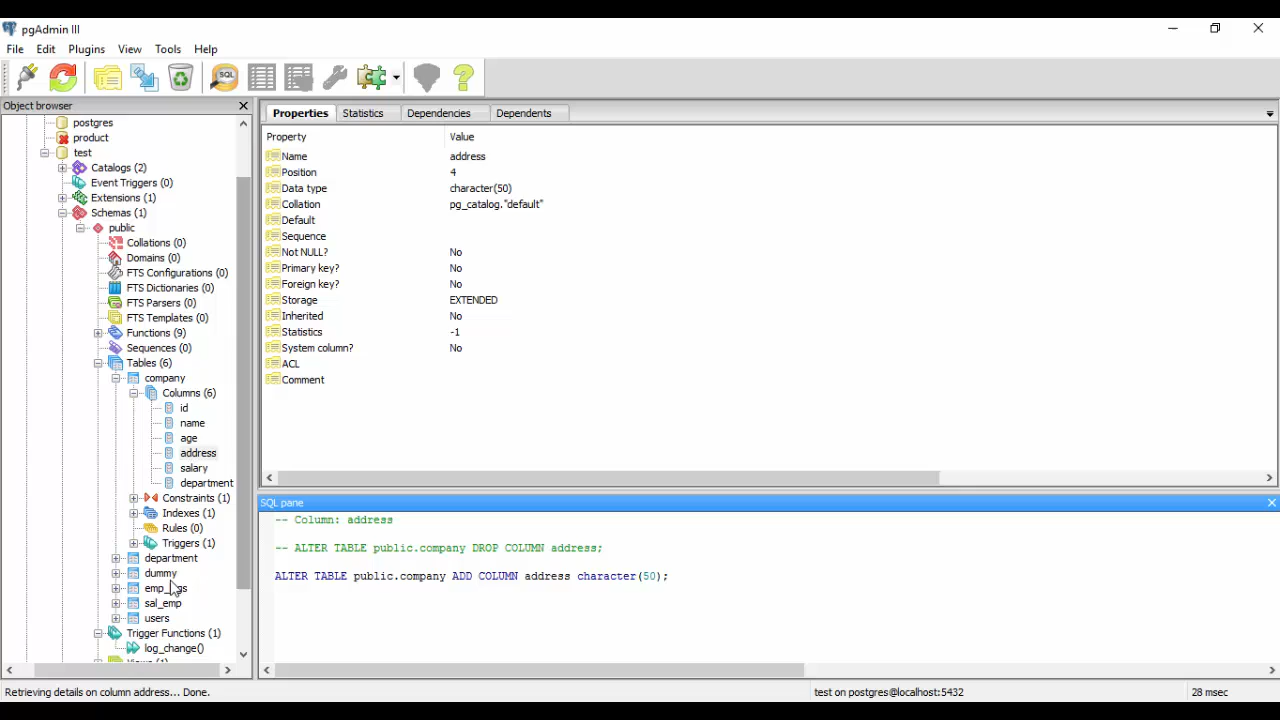 pgAdmin III
File Edit Plugins View Tools Help
SQL
Object browser
postgres
product
test
Catalogs (2)
Event Triggers (0)
Extensions (1)
Schemas (1)
public
Collations (0)
Domains (0)
FTS Configurations (0)
FTS Dictionaries (0)
FTS Parsers (0)
FTS Templates (0)
Functions (9)
Sequences (0)
Tables (6)
company
Columns (6)
id
name
age
address
salary
department
Constraints (1)
Indexes (1)
Rules (0)
Triggers (1)
department
dummy
sal_emp
users
Trigger Functions (1)
log_change()
Properties Statistics Dependencies Dependents
Property Value
Name address
Position 4
Data type character(50)
Collation pg_catalog."default"
Default
Sequence
Not NULL? No
Primary key? No
Foreign key? No
Storage EXTENDED
Inherited No
Statistics -1
System column? No
ACL
Comment
SQL pane
-- Column: address
-- ALTER TABLE public.company DROP COLUMN address;
ALTER TABLE public.company ADD COLUMN address character(50);
Retrieving details on column address... Done. test on postgres@localhost:5432 28 msec